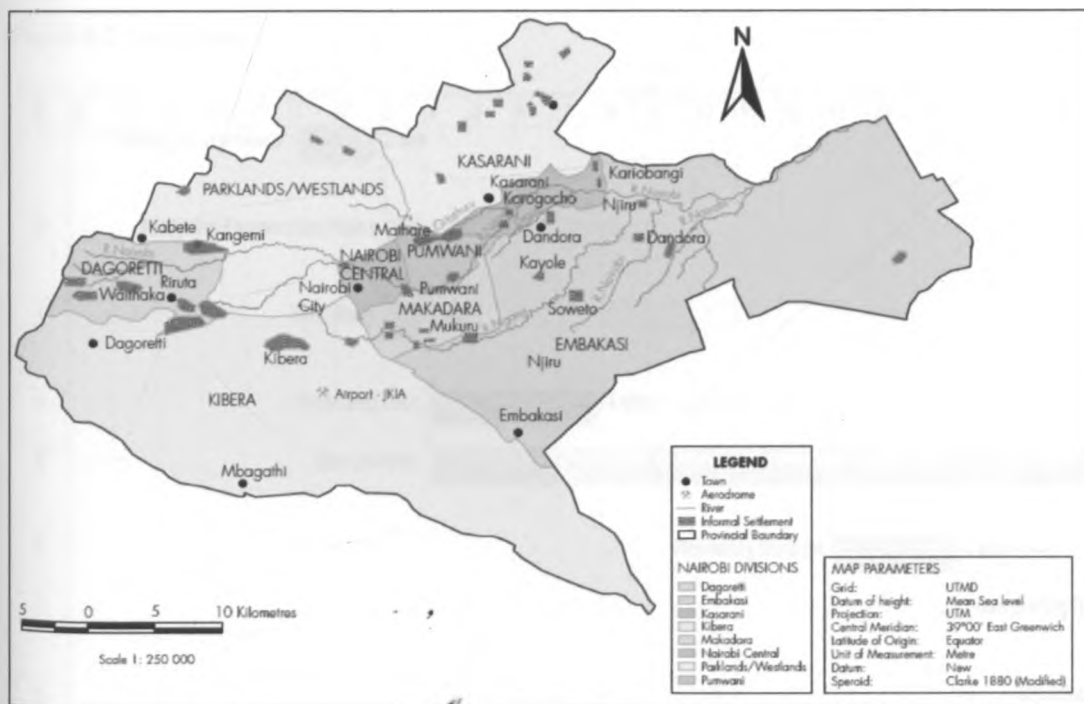 N
KASARANI
Kasarani
Kariobangi
PARKLANDS/WESTLANDS
Korogocho
R.Nairobi
Njiru
Mathare
Kabete
Kangemi
PUMWANI
Dandora
Dandora
R.Nairobi
NAIROBI
CENTRAL
DAGORETTI
Riruta
Waithaka
Kayole
Nairobi
City
Pumwani
MAKADARA
Mukuru
Soweto
Dagoretti
Kibera
EMBAKASI
Njiru
KIBERA
Airport - JKIA
Embakasi
Mbagathi
LEGEND
Town
Aerodrome
River
Informal Settlement
Provincial Boundary
NAIROBI DIVISIONS
Dagoretti
Embakasi
Kasarani
Kibera
Makadara
Nairobi Central
Parklands/Westlands
Pumwani
MAP PARAMETERS
Grid: UTMD
Datum of height: Mean Sea level
Projection: UTM
Central Meridian: 39°00' East Greenwich
Latitude of Origin: Equator
Unit of Measurement: Metre
Datum: New
Speroid: Clarke 1880 (Modified)
5 0 5 10 Kilometres
Scale 1: 250 000